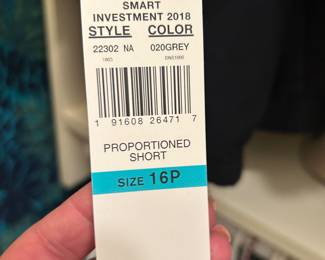 SMART
INVESTMENT 2018
STYLE COLOR
22302 NA 020GREY
1 91608 26471 7
PROPORTIONED
SHORT
SIZE 16P